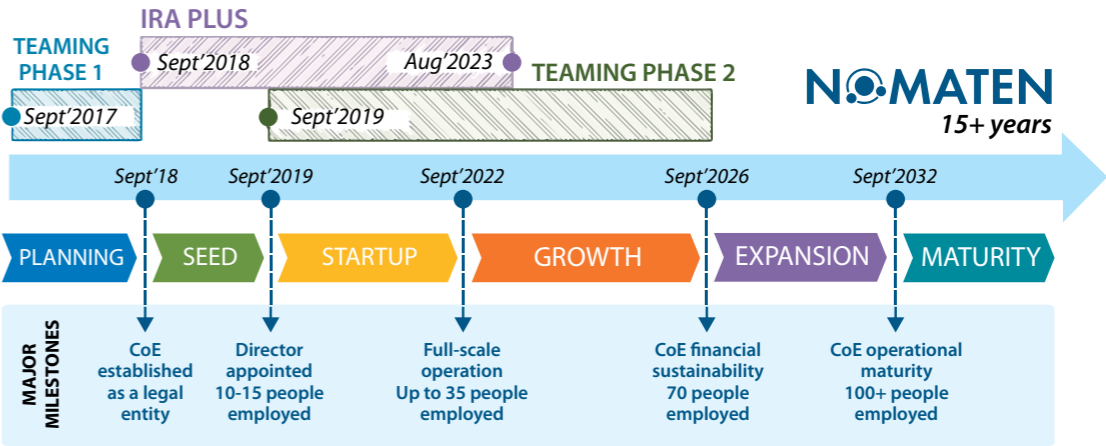 IRA PLUS
TEAMING
PHASE 1
Sept’2018
Aug’2023
TEAMING PHASE 2
Sept’2017
Sept’2019
NOMATEN
15+ years
Sept’18
Sept’2019
Sept’2022
Sept’2026
Sept’2032
PLANNING
SEED
STARTUP
GROWTH
EXPANSION
MATURITY
MAJOR
MILESTONES
CoE
established
as a legal
entity
Director
appointed
10-15 people
employed
Full-scale
operation
Up to 35 people
employed
CoE financial
sustainability
70 people
employed
CoE operational
maturity
100+ people
employed